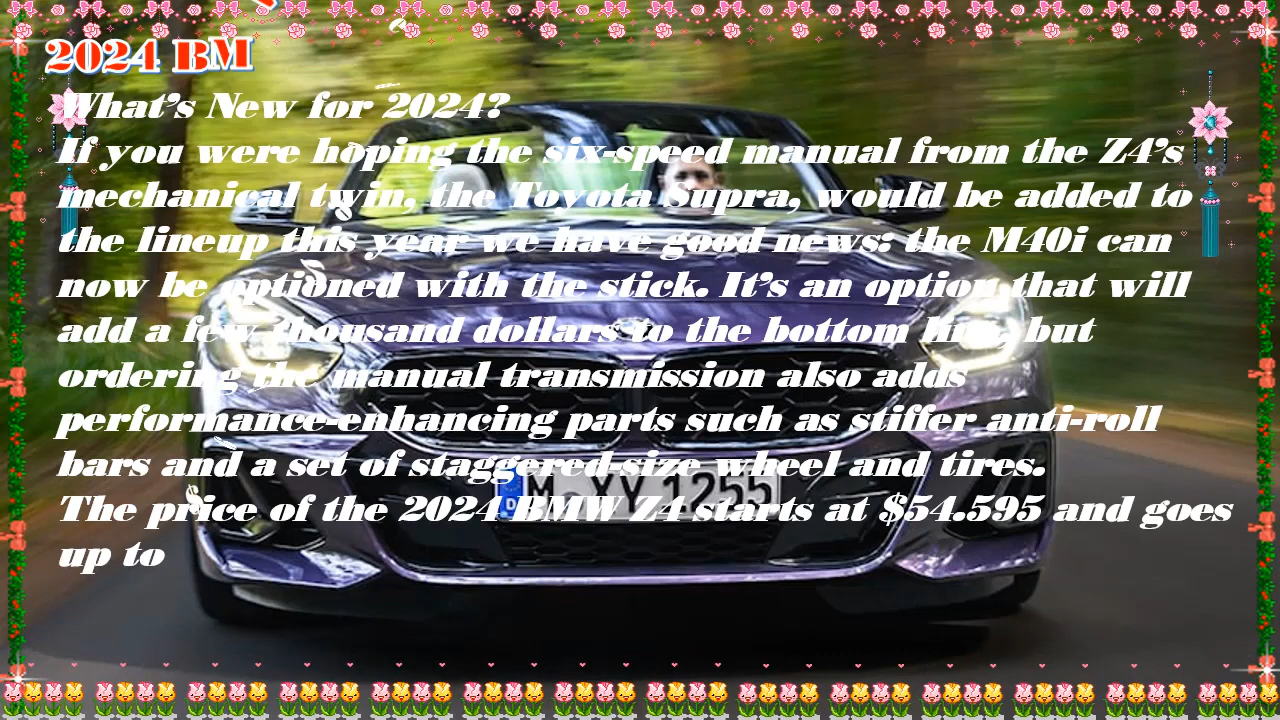 2024 BM
What's New for 2024?
If you were hoping the six-speed manual from the Z4's
mechanical twin, the Toyota Supra, would be added to
the lineup this year we have good news: the M40i can
now be optioned with the stick. It's an option that will
add a few thousand dollars to the bottom line, but
ordering the manual transmission also adds
performance-enhancing parts such as stiffer anti-roll
bars and a set of staggered-size wheel and tires.
M XY 1255
The price of the 2024 BMW Z4 starts at $54.595 and goes
up to